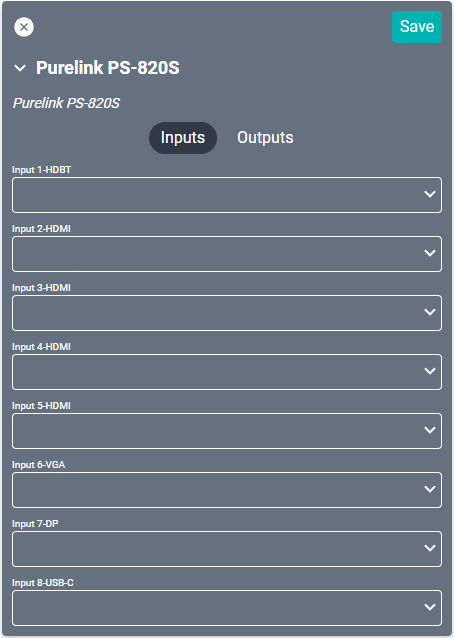 Save
Purelink PS-820S
Purelink PS-820S
Inputs Outputs
Input 1-HDBT
Input 2-HDMI
Input 3-HDMI
Input 4-HDMI
Input 5-HDMI
Input 6-VGA
Input 7-DP
Input 8-USB-C